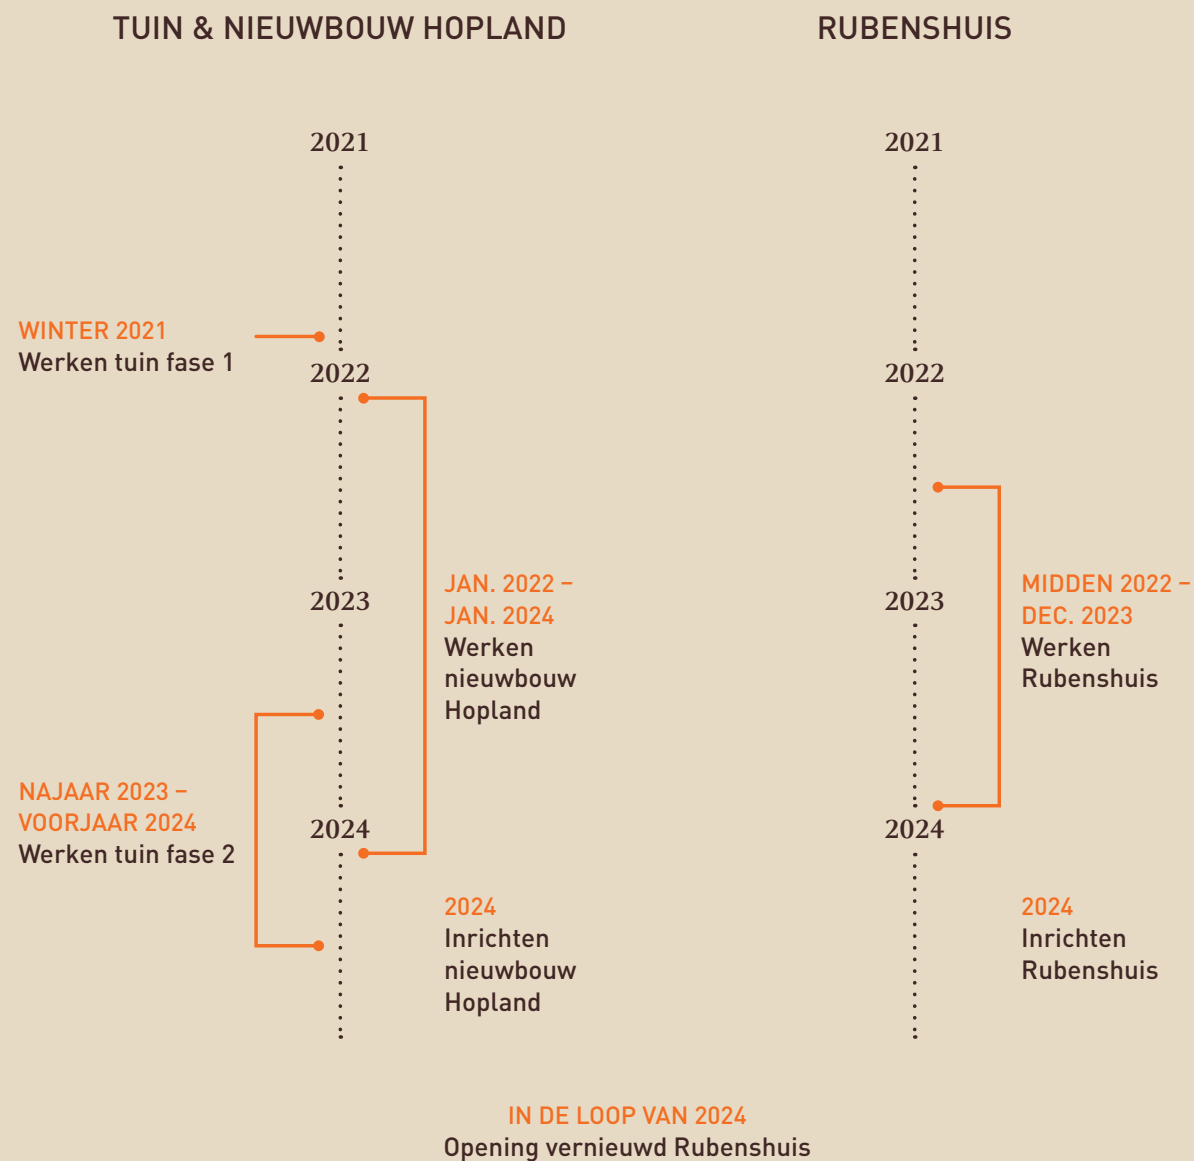 TUIN & NIEUWBOUW HOPLAND
2021
WINTER 2021
Werken tuin fase 1
2022
JAN. 2022 –
JAN. 2024
Werken
nieuwbouw
Hopland
2023
NAJAAR 2023 –
VOORJAAR 2024
Werken tuin fase 2
2024
2024
Inrichten
nieuwbouw
Hopland
RUBENSHUIS
2021
2022
MIDDEN 2022 –
DEC. 2023
Werken
Rubenshuis
2023
2024
2024
Inrichten
Rubenshuis
IN DE LOOP VAN 2024
Opening vernieuwd Rubenshuis